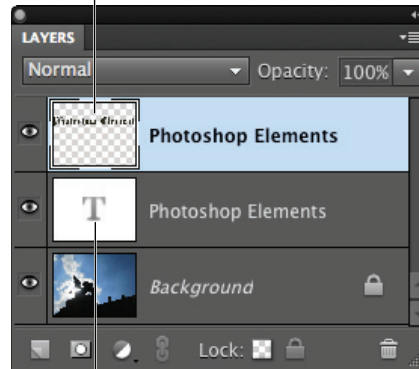 LAYERS
Normal Opacity: 100%
Photoshop Elements
T Photoshop Elements
Background
Lock: